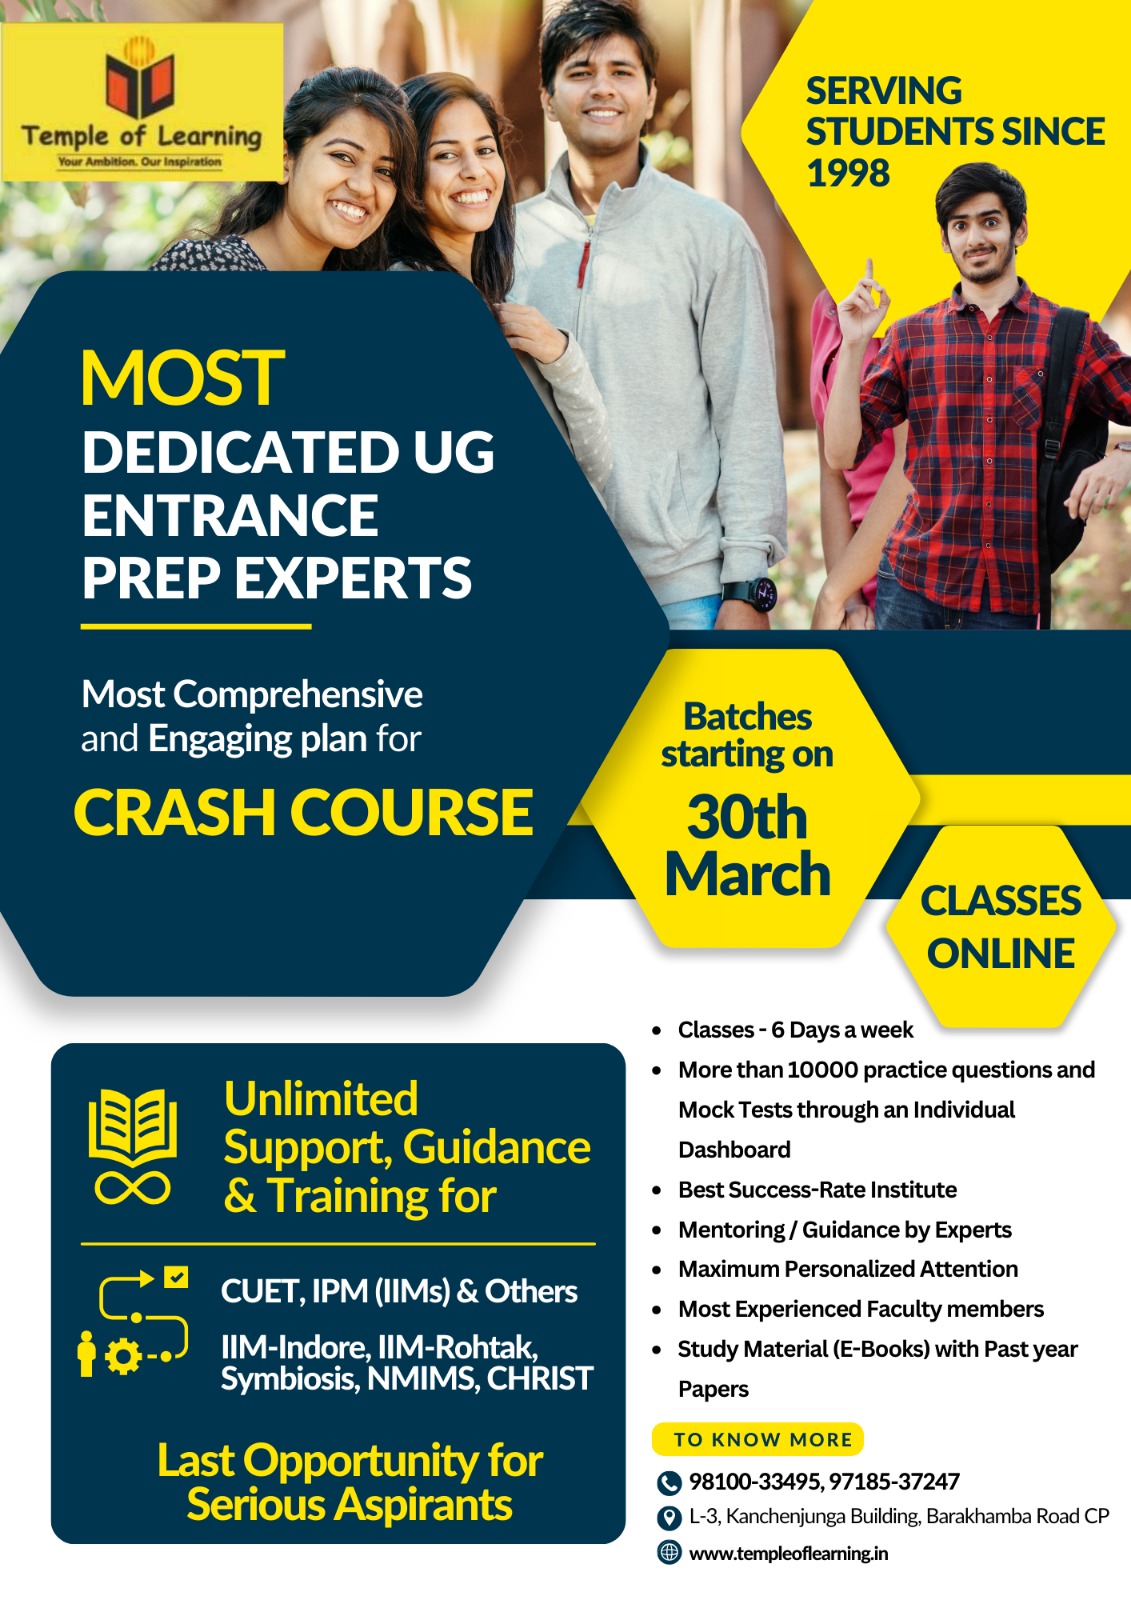 Temple of Learning
Your Ambition. Our Inspiration
SERVING
STUDENTS SINCE
1998
MOST
DEDICATED UG
ENTRANCE
PREP EXPERTS
Most Comprehensive
and Engaging plan for
CRASH COURSE
Batches
starting on
30th
March
CLASSES
ONLINE
Unlimited
Support, Guidance
& Training for
CUET, IPM (IIMs) & Others
IIM-Indore, IIM-Rohtak,
Symbiosis, NMIMS, CHRIST
Last Opportunity for
Serious Aspirants
• Classes - 6 Days a week
• More than 10000 practice questions and
Mock Tests through an Individual
Dashboard
• Best Success-Rate Institute
• Mentoring / Guidance by Experts
• Maximum Personalized Attention
• Most Experienced Faculty members
• Study Material (E-Books) with Past year
Papers
TO KNOW MORE
98100-33495, 97185-37247
L-3, Kanchenjunga Building, Barakhamba Road CP
www.templeoflearning.in